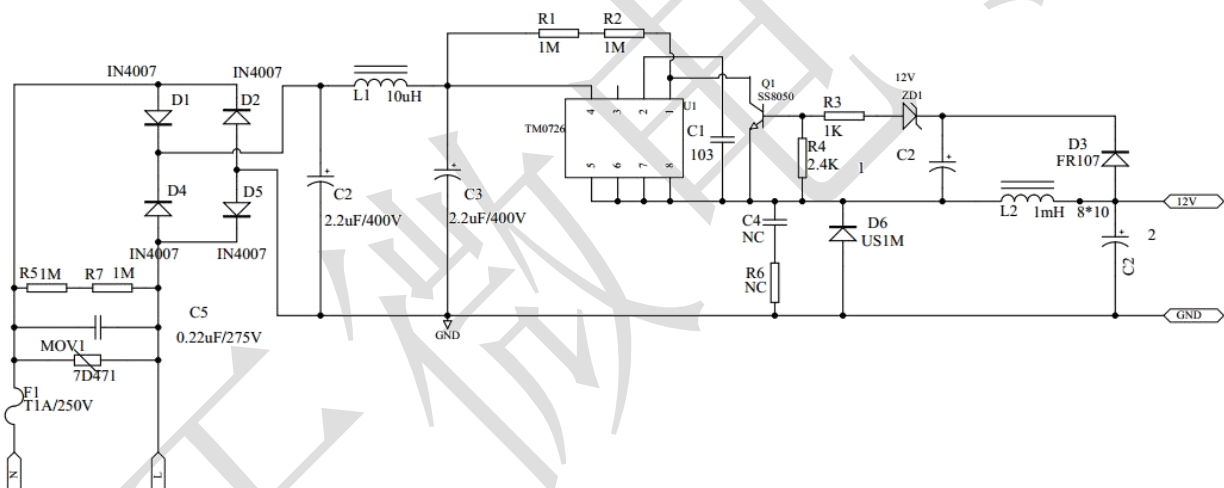 R1
R2
1M
1M
IN4007
IN4007
D1
D2
L1
10uH
4
3
2
1
U1
TM0726
5
6
7
8
C1
103
Q1
SS8050
12V
ZD1
R3
1K
R4
2.4K
1
C2
D3
FR107
D4
D5
C2
2.2uF/400V
C3
2.2uF/400V
IN4007
IN4007
C4
NC
D6
US1M
L2
1mH
8*10
12V
2
C2
R5
1M
R7
1M
R6
NC
C5
0.22uF/275V
GND
GND
MOV1
7D471
F1
T1A/250V
N
L
微电